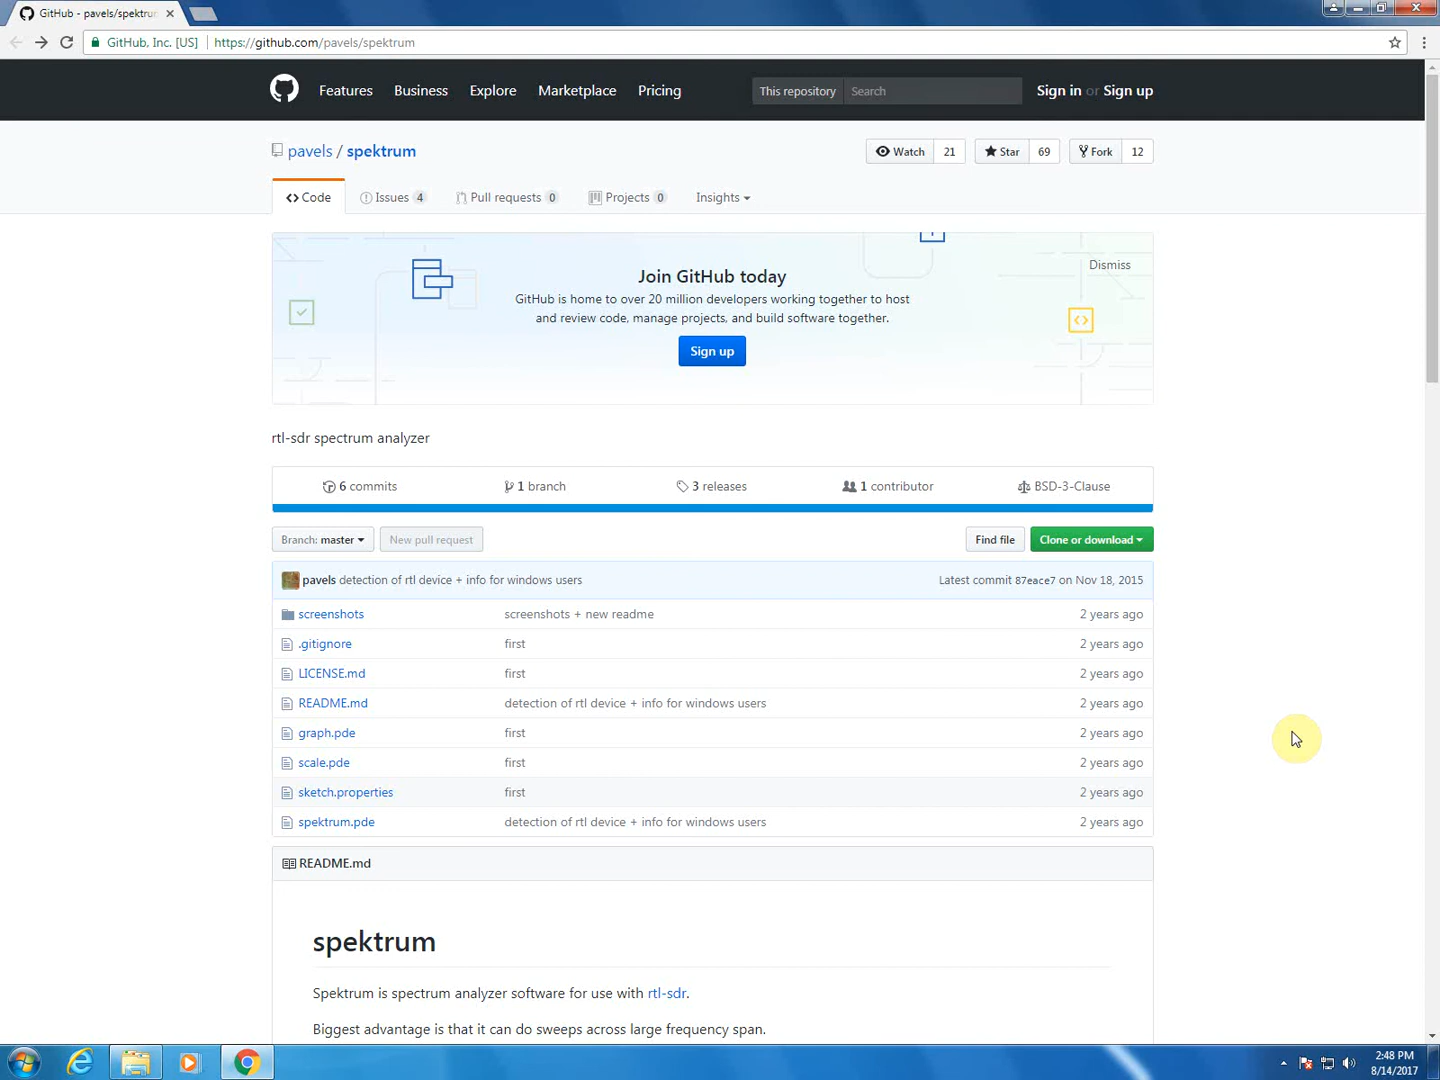 GitHub - pavels/spektrum
GitHub, Inc. [US] https://github.com/pavels/spektrum
Features Business Explore Marketplace Pricing This repository Search Sign in or Sign up
pavels / spektrum Watch 21 Star 69 Fork 12
Code Issues 4 Pull requests 0 Projects 0 Insights
Join GitHub today
Dismiss
GitHub is home to over 20 million developers working together to host
and review code, manage projects, and build software together.
Sign up
rtl-sdr spectrum analyzer
6 commits 1 branch 3 releases 1 contributor BSD-3-Clause
Branch: master New pull request Find file Clone or download
pavels detection of rtl device + info for windows users Latest commit 87eace7 on Nov 18, 2015
screenshots screenshots + new readme 2 years ago
.gitignore first 2 years ago
LICENSE.md first 2 years ago
README.md detection of rtl device + info for windows users 2 years ago
graph.pde first 2 years ago
scale.pde first 2 years ago
sketch.properties first 2 years ago
spektrum.pde detection of rtl device + info for windows users 2 years ago
README.md
spektrum
Spektrum is spectrum analyzer software for use with rtl-sdr.
Biggest advantage is that it can do sweeps across large frequency span.
2:48 PM
8/14/2017